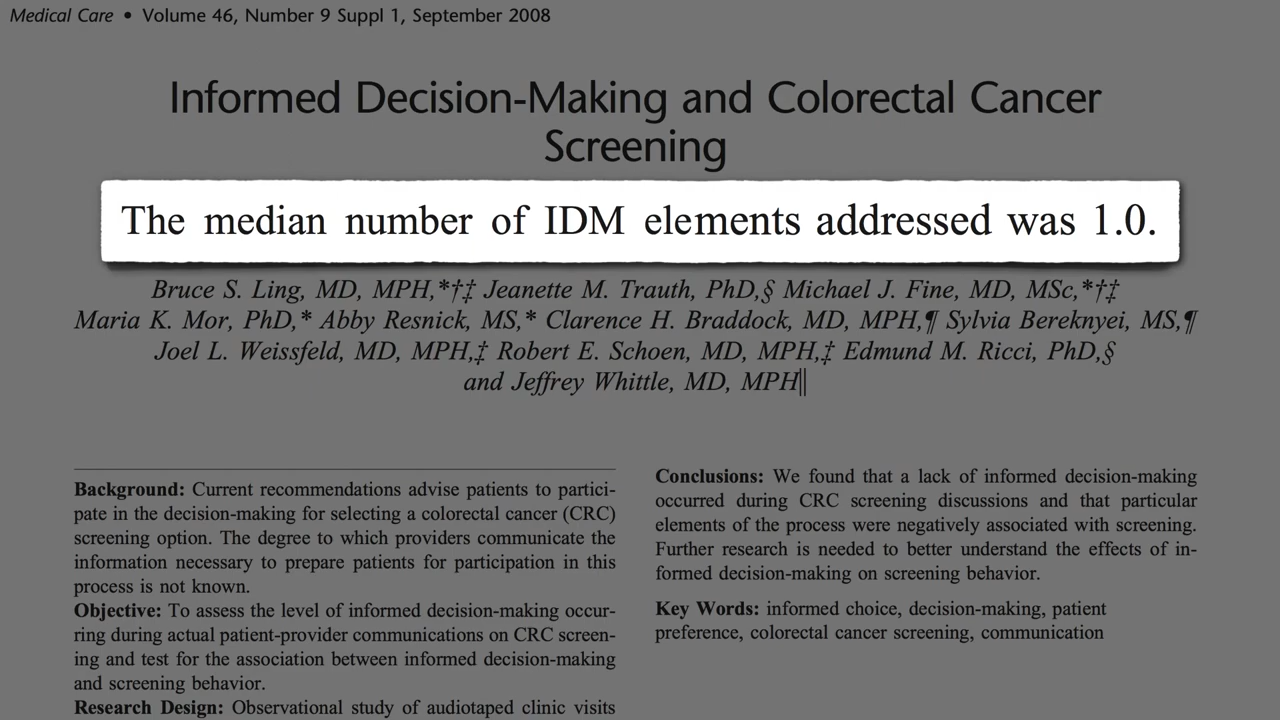 Medical Care • Volume 46, Number 9 Suppl 1, September 2008
Informed Decision-Making and Colorectal Cancer
Screening
The median number of IDM elements addressed was 1.0.
Bruce S. Ling, MD, MPH,*†‡ Jeanette M. Trauth, PhD,§ Michael J. Fine, MD, MSc,*†‡
Maria K. Mor, PhD,* Abby Resnick, MS,* Clarence H. Braddock, MD, MPH,¶ Sylvia Bereknyei, MS,¶
Joel L. Weissfeld, MD, MPH,‡ Robert E. Schoen, MD, MPH,‡ Edmund M. Ricci, PhD,§
and Jeffrey Whittle, MD, MPH‖
Background: Current recommendations advise patients to partici-
pate in the decision-making for selecting a colorectal cancer (CRC)
screening option. The degree to which providers communicate the
information necessary to prepare patients for participation in this
process is not known.
Objective: To assess the level of informed decision-making occur-
ring during actual patient-provider communications on CRC screen-
ing and test for the association between informed decision-making
and screening behavior.
Research Design: Observational study of audiotaped clinic visits
Conclusions: We found that a lack of informed decision-making
occurred during CRC screening discussions and that particular
elements of the process were negatively associated with screening.
Further research is needed to better understand the effects of in-
formed decision-making on screening behavior.
Key Words: informed choice, decision-making, patient
preference, colorectal cancer screening, communication